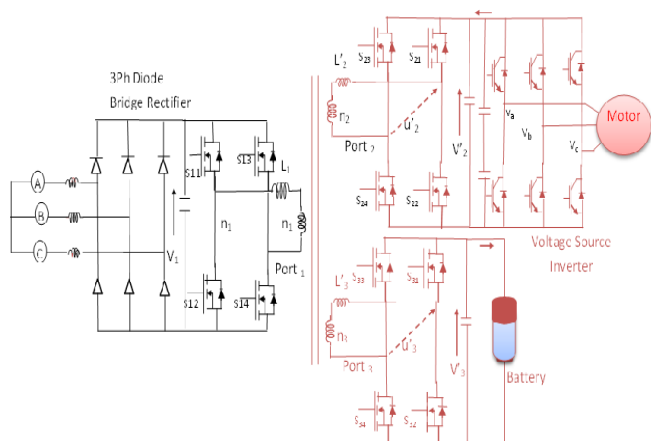 3Ph Diode
Bridge Rectifier
A
B
C
V1
S11
S13
L1
n1
n1
S12
S14
Port 1
S23
S21
L'2
n2
u'2
Port 2
V'2
S24
S22
Va
Vb
Vc
Motor
Voltage Source
Inverter
S33
S31
L'3
n3
u'3
Port 3
V'3
S34
S32
Battery